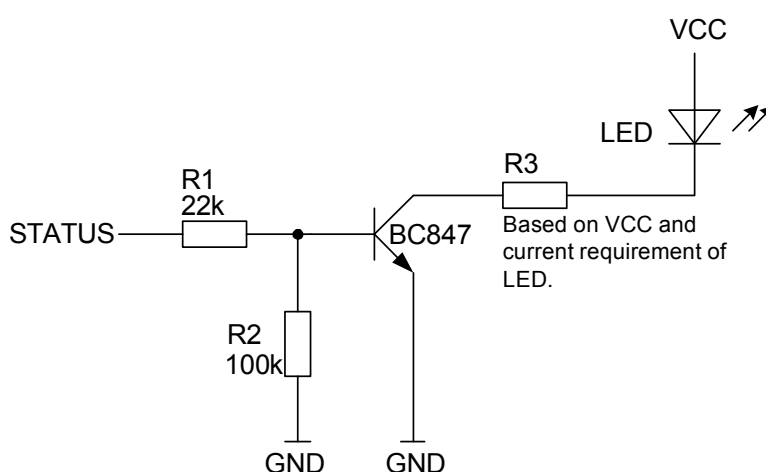 VCC
LED
R3
R1
22k
Based on VCC and
current requirement of
LED.
STATUS
BC847
R2
100k
GND
GND